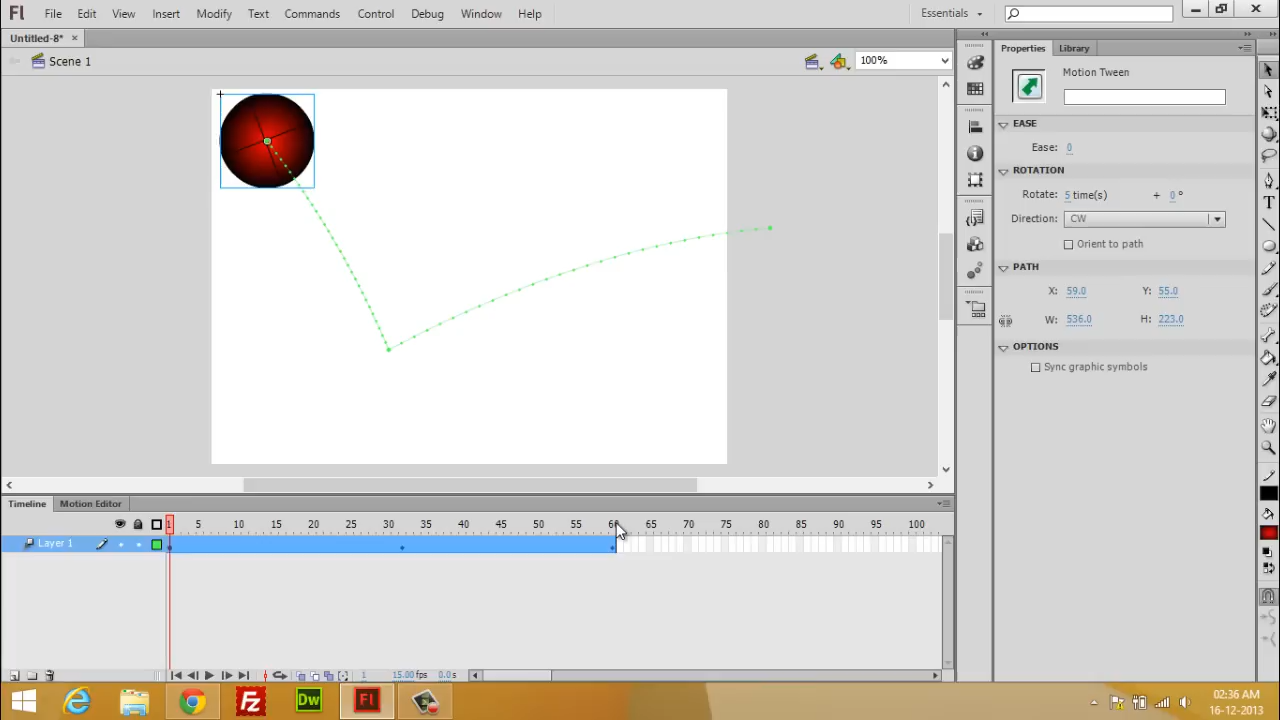 Fl File Edit View Insert Modify Text Commands Control Debug Window Help Essentials
Untitled-8*
Scene 1
100%
Properties Library
Motion Tween
EASE
Ease: 0
ROTATION
Rotate: 5 time(s) + 0 °
Direction: CW
Orient to path
PATH
X: 59.0 Y: 55.0
W: 536.0 H: 223.0
OPTIONS
Sync graphic symbols
Timeline Motion Editor
1 5 10 15 20 25 30 35 40 45 50 55 60 65 70 75 80 85 90 95 100
Layer 1
1 15.00 fps 0.0 s
Fz Dw Fl
02:36 AM
16-12-2013